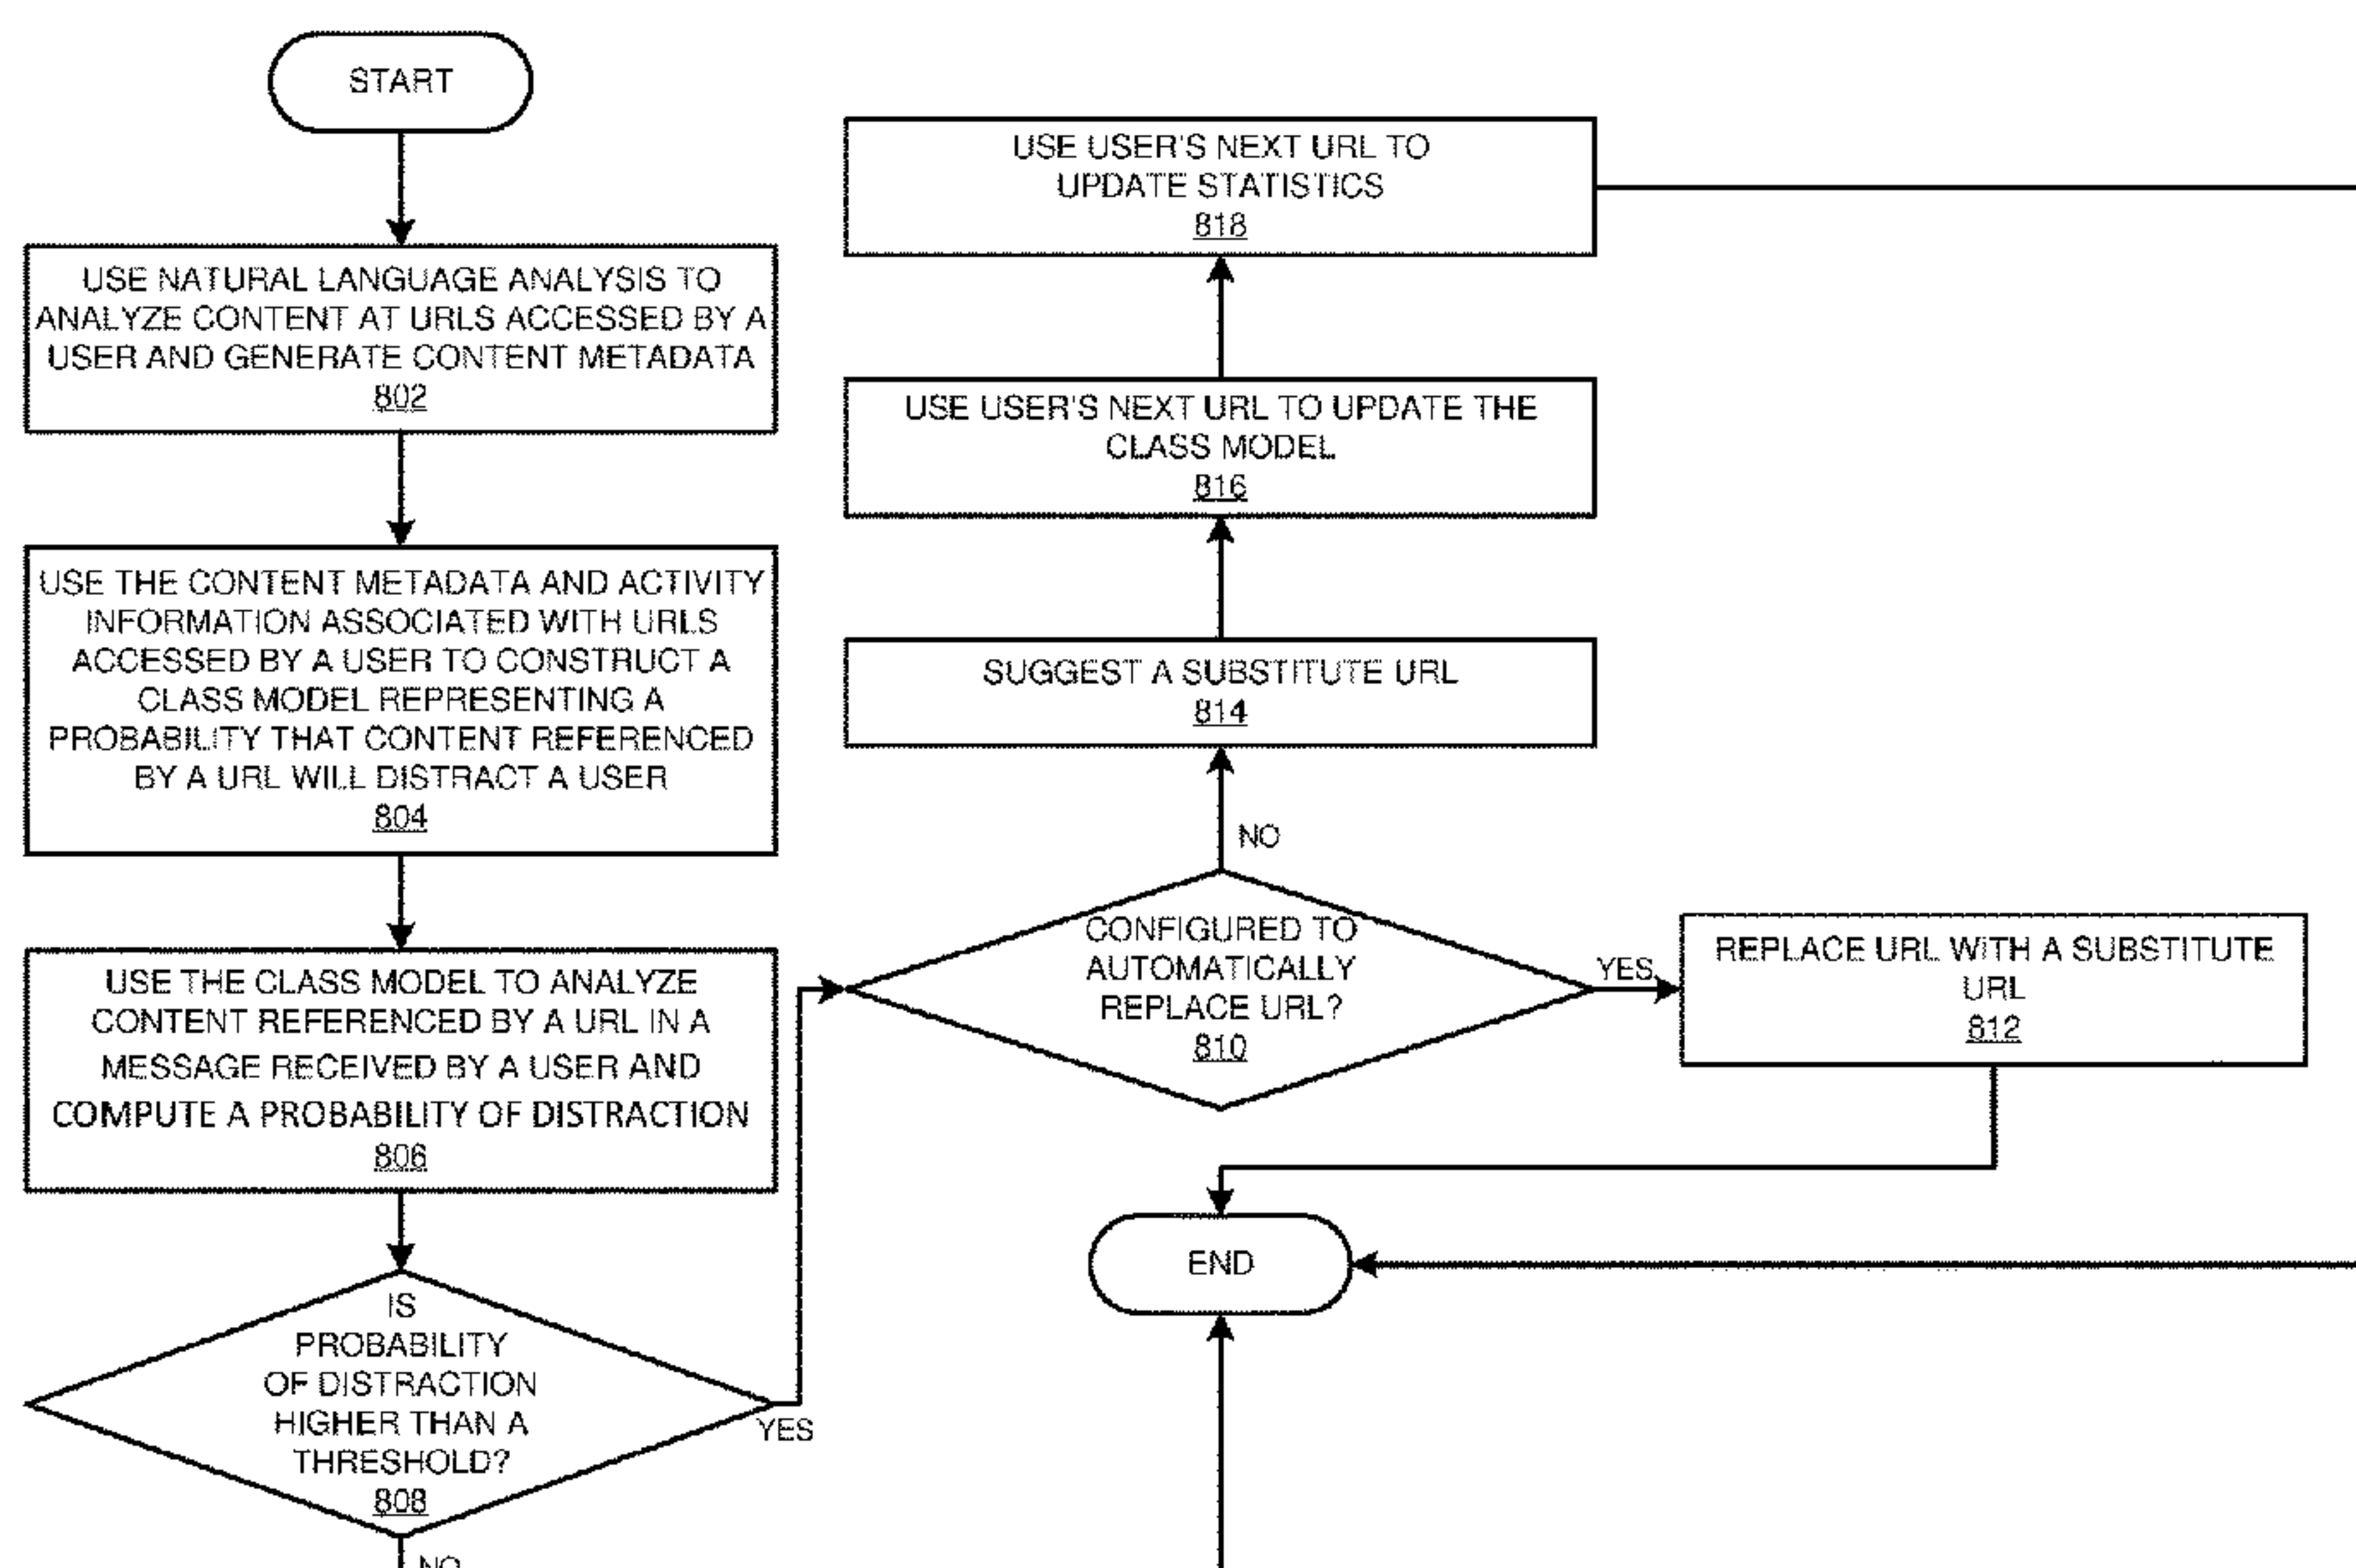 START
USE NATURAL LANGUAGE ANALYSIS TO
ANALYZE CONTENT AT URLS ACCESSED BY A
USER AND GENERATE CONTENT METADATA
802
USE THE CONTENT METADATA AND ACTIVITY
INFORMATION ASSOCIATED WITH URLS
ACCESSED BY A USER TO CONSTRUCT A
CLASS MODEL REPRESENTING A
PROBABILITY THAT CONTENT REFERENCED
BY A URL WILL DISTRACT A USER
804
USE THE CLASS MODEL TO ANALYZE
CONTENT REFERENCED BY A URL IN A
MESSAGE RECEIVED BY A USER AND
COMPUTE A PROBABILITY OF DISTRACTION
806
IS
PROBABILITY
OF DISTRACTION
HIGHER THAN A
THRESHOLD?
808
YES
NO
CONFIGURED TO
AUTOMATICALLY
REPLACE URL?
810
YES
REPLACE URL WITH A SUBSTITUTE
URL
812
NO
SUGGEST A SUBSTITUTE URL
814
USE USER'S NEXT URL TO UPDATE THE
CLASS MODEL
816
USE USER'S NEXT URL TO
UPDATE STATISTICS
818
END